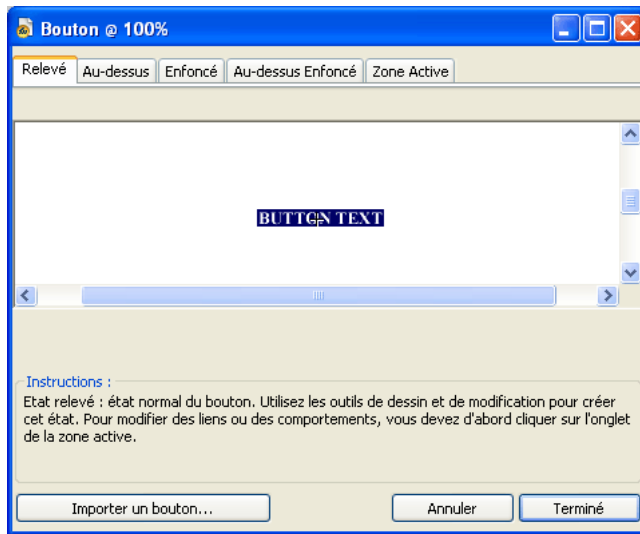 Bouton @ 100%
Relevé Au-dessus Enfoncé Au-dessus Enfoncé Zone Active
BUTTON TEXT
Instructions :
Etat relevé : état normal du bouton. Utilisez les outils de dessin et de modification pour créer
cet état. Pour modifier des liens ou des comportements, vous devez d'abord cliquer sur l'onglet
de la zone active.
Importer un bouton... Annuler Terminé